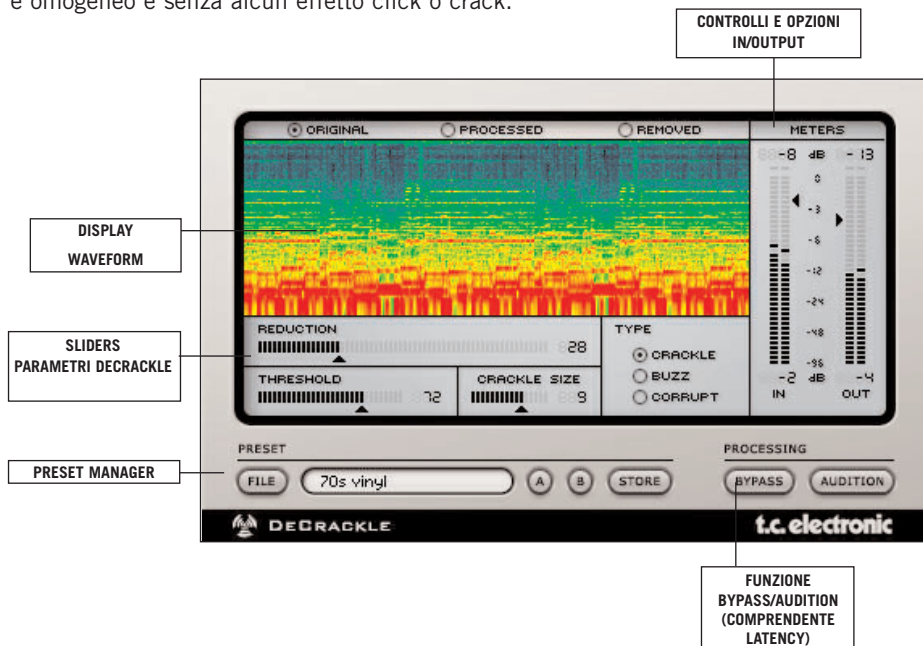 è omogeneo e senza alcun effetto click o crack.
CONTROLLI E OPZIONI
IN/OUTPUT
ORIGINAL PROCESSED REMOVED METERS
-8 dB -13
0
-3
-6
-12
-24
-48
-96
-2 dB -4
IN OUT
DISPLAY
WAVEFORM
SLIDERS
PARAMETRI DECRACKLE
REDUCTION
28
THRESHOLD
72
CRACKLE SIZE
9
TYPE
CRACKLE
BUZZ
CORRUPT
PRESET MANAGER
PRESET
FILE 70s vinyl A B STORE
PROCESSING
BYPASS AUDITION
DECRACKLE
t.c. electronic
FUNZIONE
BYPASS/AUDITION
(COMPRENDENTE
LATENCY)